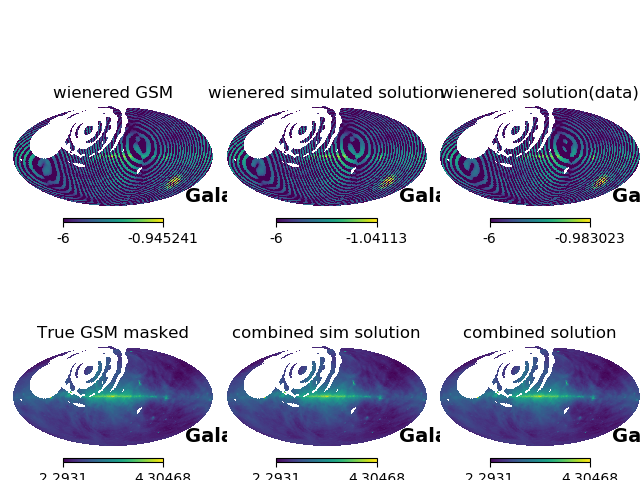 wienered GSM
wienered simulated solution
wienered solution(data)
Gala
Gala
Ga
-6 -0.945241
-6 -1.04113
-6 -0.983023
True GSM masked
combined sim solution
combined solution
Gala
Gala
Ga
2.2931 4.30468
2.2931 4.30468
2.2931 4.30468